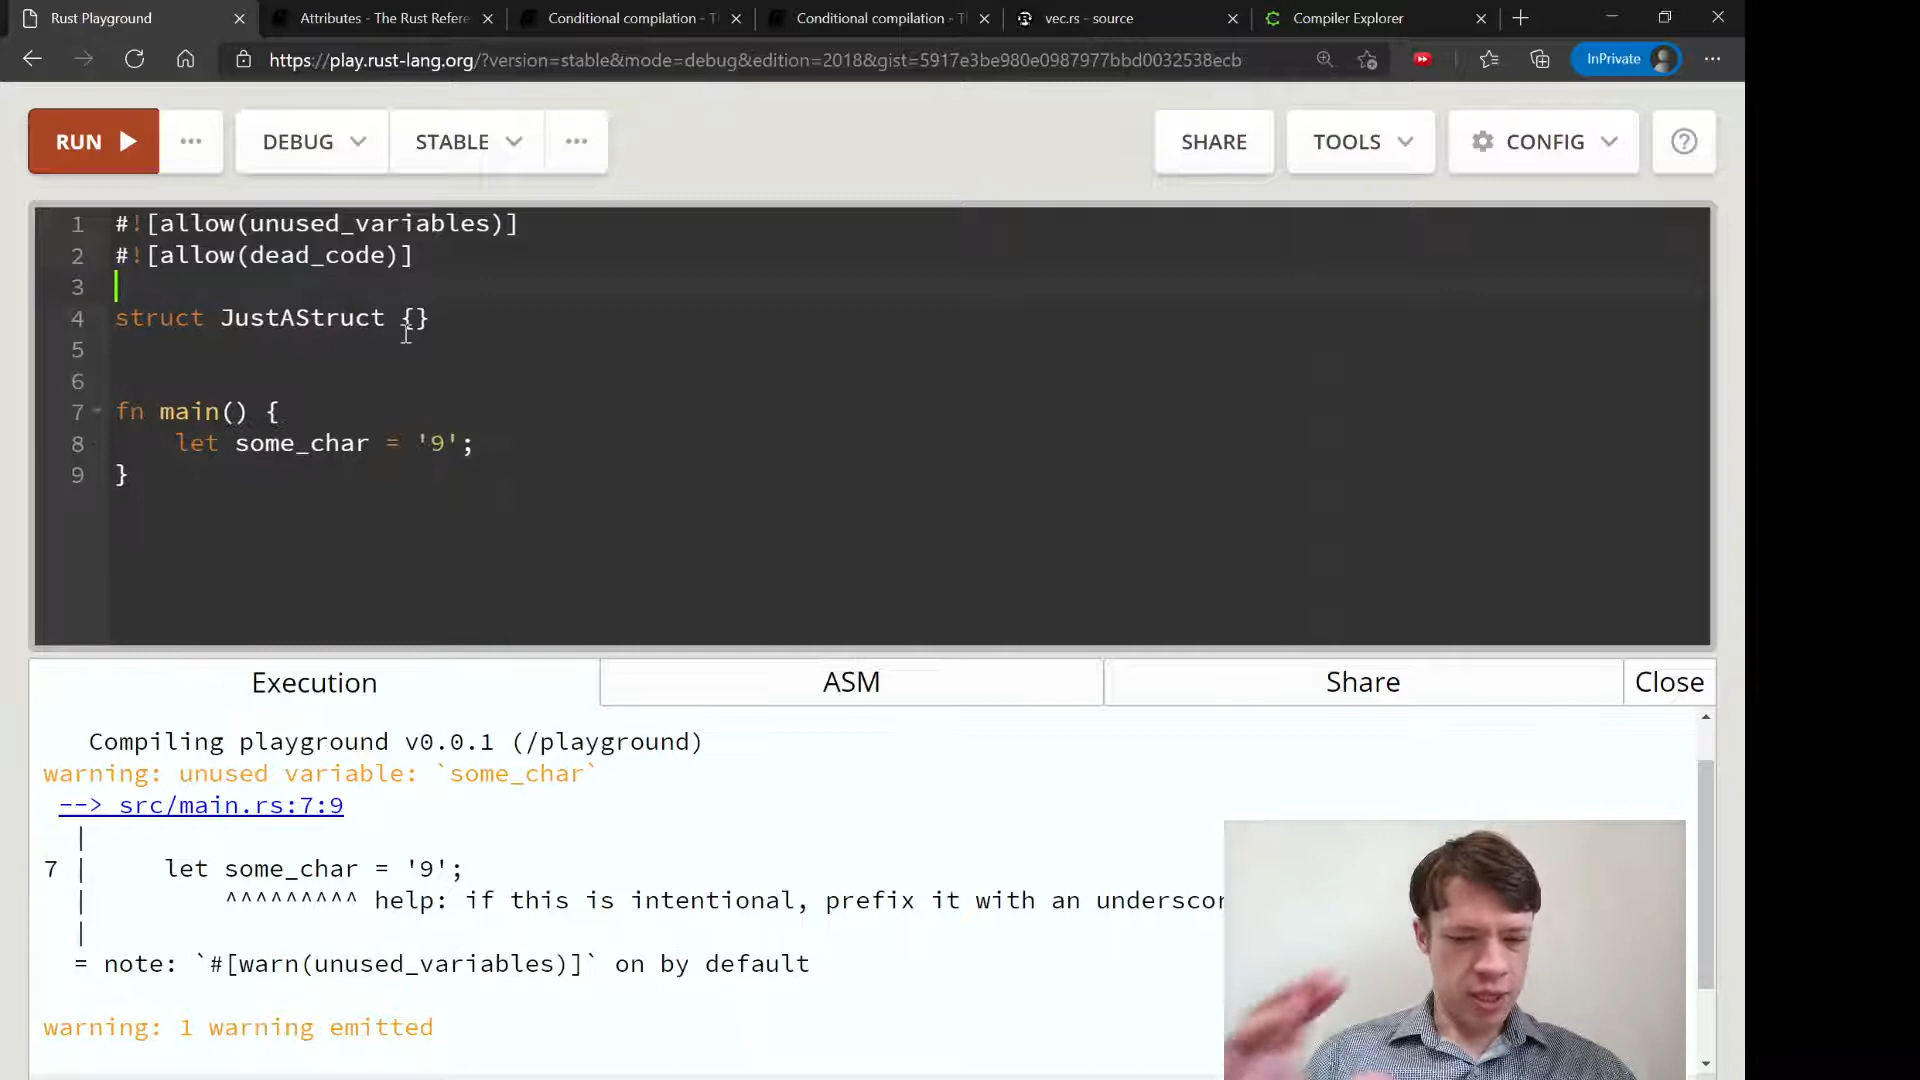 Rust Playground
Attributes - The Rust Refere
Conditional compilation - T
Conditional compilation - T
vec.rs - source
Compiler Explorer
https://play.rust-lang.org/?version=stable&mode=debug&edition=2018&gist=5917e3be980e0987977bbd0032538ecb
InPrivate
RUN
DEBUG
STABLE
SHARE
TOOLS
CONFIG
1 #![allow(unused_variables)]
2 #![allow(dead_code)]
3
4 struct JustAStruct {}
5
6
7 fn main() {
8 let some_char = '9';
9 }
Execution
ASM
Share
Close
Compiling playground v0.0.1 (/playground)
warning: unused variable: `some_char`
--> src/main.rs:7:9
|
7 | let some_char = '9';
| ^^^^^^^^^ help: if this is intentional, prefix it with an underscor
|
= note: `#[warn(unused_variables)]` on by default
warning: 1 warning emitted